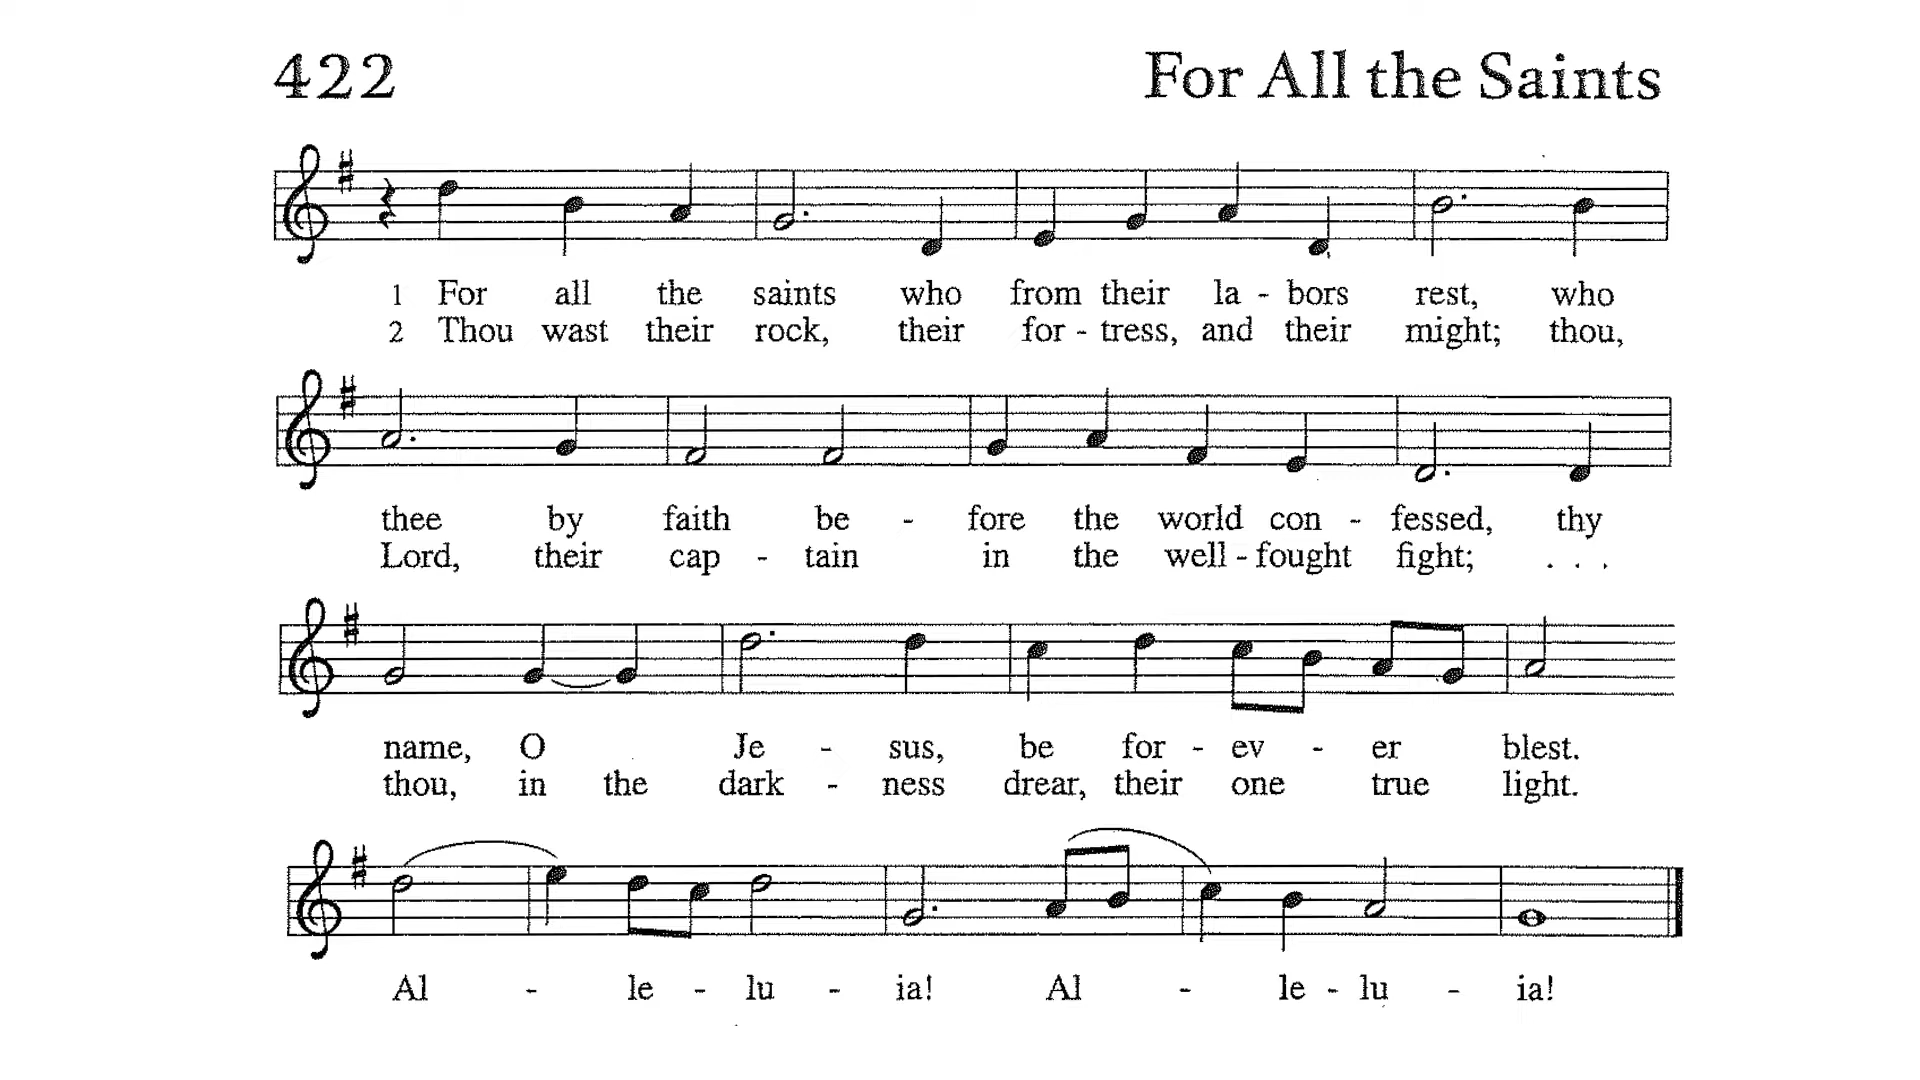 422 For All the Saints
1 For all the saints who from their la - bors rest, who
2 Thou wast their rock, their for - tress, and their might; thou,
thee by faith be - fore the world con - fessed, thy
Lord, their cap - tain in the well - fought fight; . . .
name, O Je - sus, be for - ev - er blest.
thou, in the dark - ness drear, their one true light.
Al - le - lu - ia! Al - le - lu - ia!